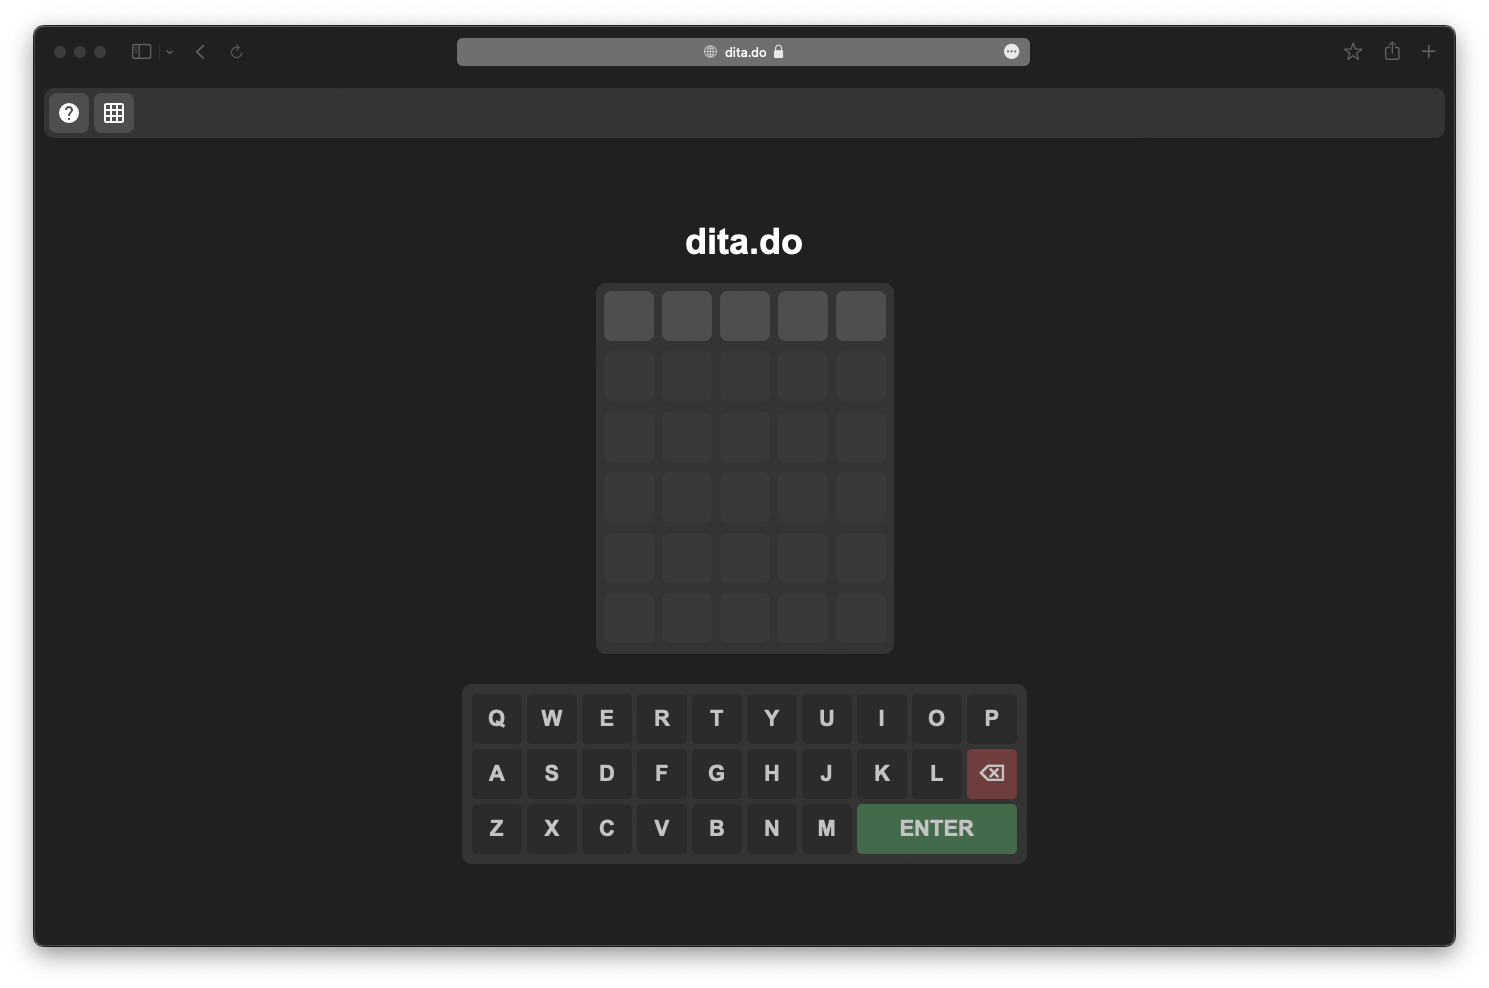 dita.do
?
dita.do
Q W E R T Y U I O P
A S D F G H J K L
Z X C V B N M ENTER